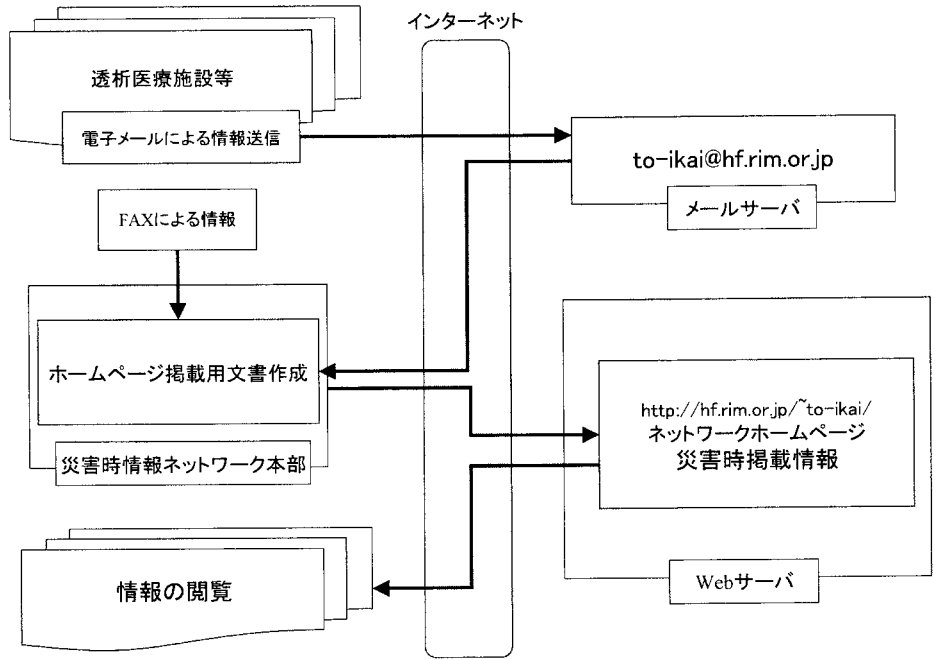 インターネット
透析医療施設等
電子メールによる情報送信
to-ikai@hf.rim.or.jp
メールサーバ
FAXによる情報
ホームページ掲載用文書作成
災害時情報ネットワーク本部
http://hf.rim.or.jp/~to-ikai/
ネットワークホームページ
災害時掲載情報
Webサーバ
情報の閲覧